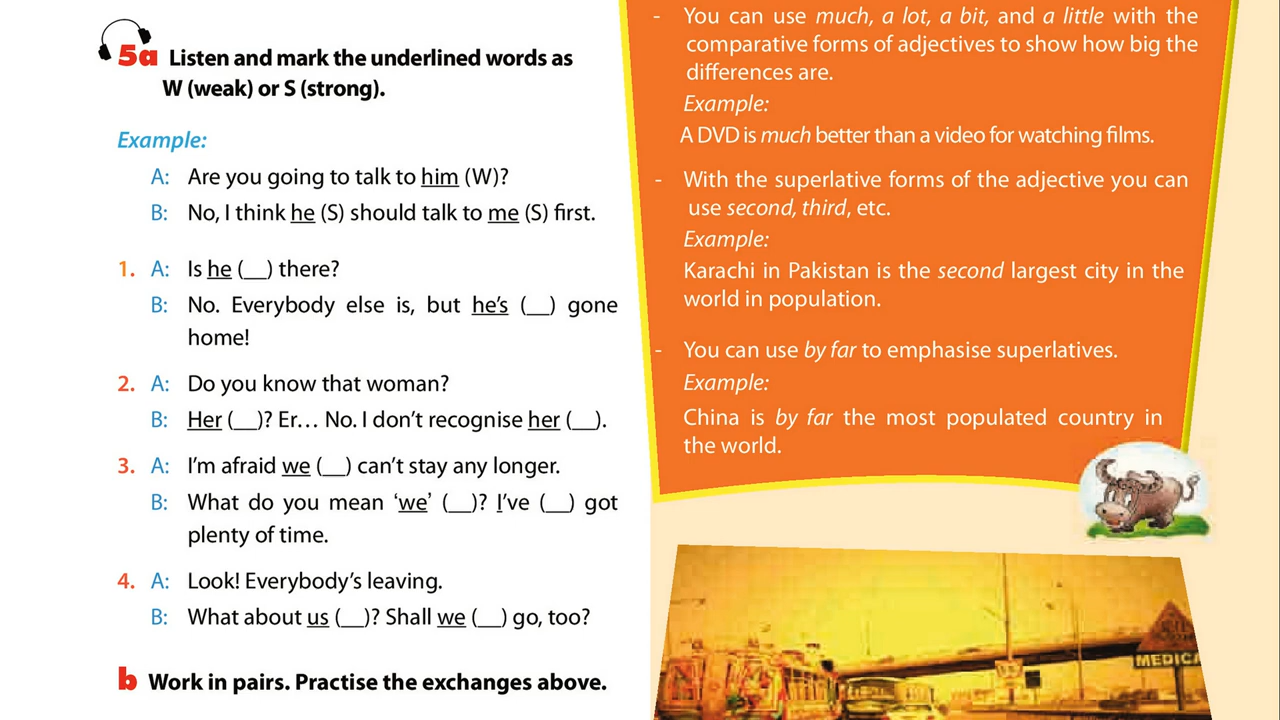 5a Listen and mark the underlined words as
W (weak) or S (strong).
Example:
A: Are you going to talk to him (W)?
B: No, I think he (S) should talk to me (S) first.
1. A: Is he (__) there?
B: No. Everybody else is, but he’s (__) gone
home!
2. A: Do you know that woman?
B: Her (__)? Er… No. I don’t recognise her (__).
3. A: I’m afraid we (__) can’t stay any longer.
B: What do you mean ‘we’ (__)? I’ve (__) got
plenty of time.
4. A: Look! Everybody’s leaving.
B: What about us (__)? Shall we (__) go, too?
b Work in pairs. Practise the exchanges above.
- You can use much, a lot, a bit, and a little with the
comparative forms of adjectives to show how big the
differences are.
Example:
A DVD is much better than a video for watching films.
- With the superlative forms of the adjective you can
use second, third, etc.
Example:
Karachi in Pakistan is the second largest city in the
world in population.
- You can use by far to emphasise superlatives.
Example:
China is by far the most populated country in
the world.